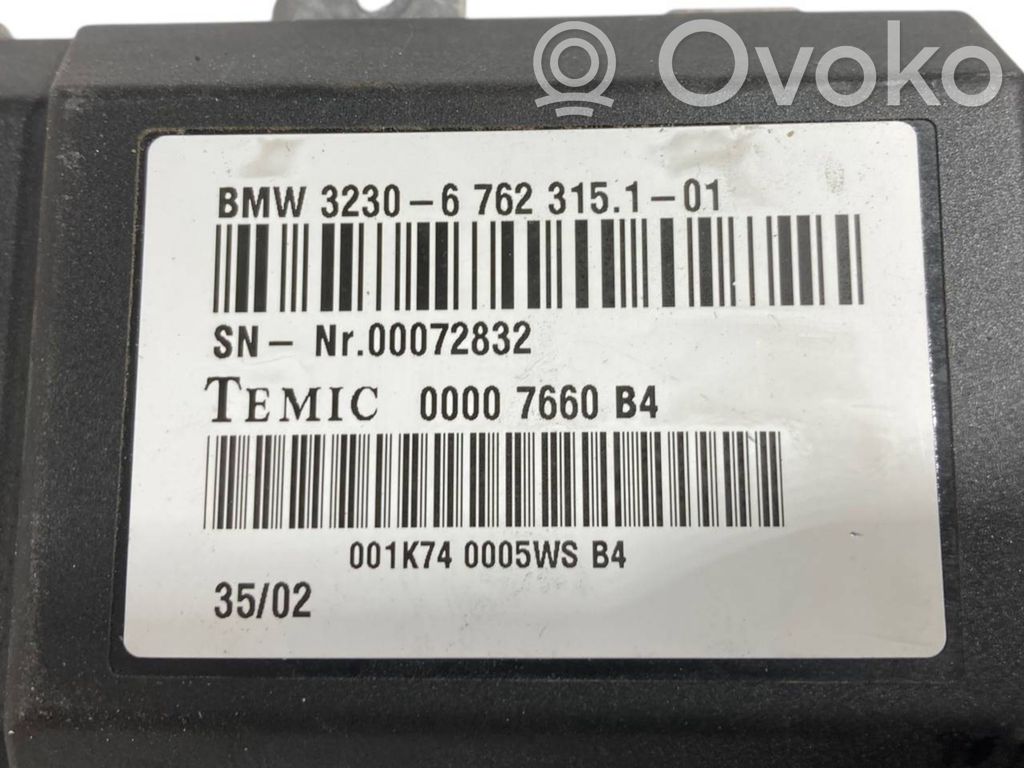 Ovoko
BMW 3230-6 762 315.1-01
SN- Nr.00072832
TEMIC 0000 7660 B4
001K74 0005WS B4
35/02